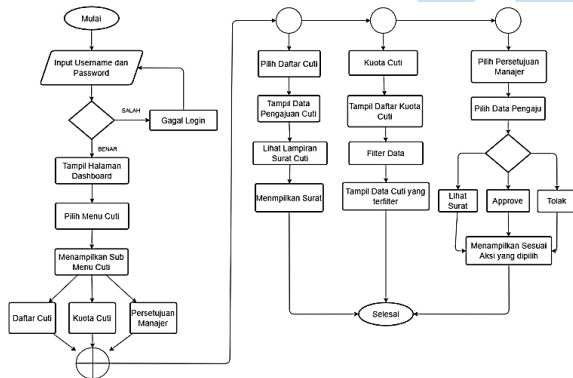 Mulai
Input Username dan
Password
SALAH
Gagal Login
BENAR
Tampil Halaman
Dashboard
Pilih Menu Cuti
Menampilkan Sub
Menu Cuti
Daftar Cuti
Kuota Cuti
Persetujuan
Manajer
Pilih Daftar Cuti
Tampil Data
Pengajuan Cuti
Lihat Lampiran
Surat Cuti
Menmpilkan Surat
Kuota Cuti
Tampil Daftar Kuota
Cuti
Filter Data
Tampil Data Cuti yang
terfilter
Pilih Persetujuan
Manajer
Pilih Data Pengaju
Lihat
Surat
Approve
Tolak
Menampilkan Sesuai
Aksi yang dipilih
Selesai